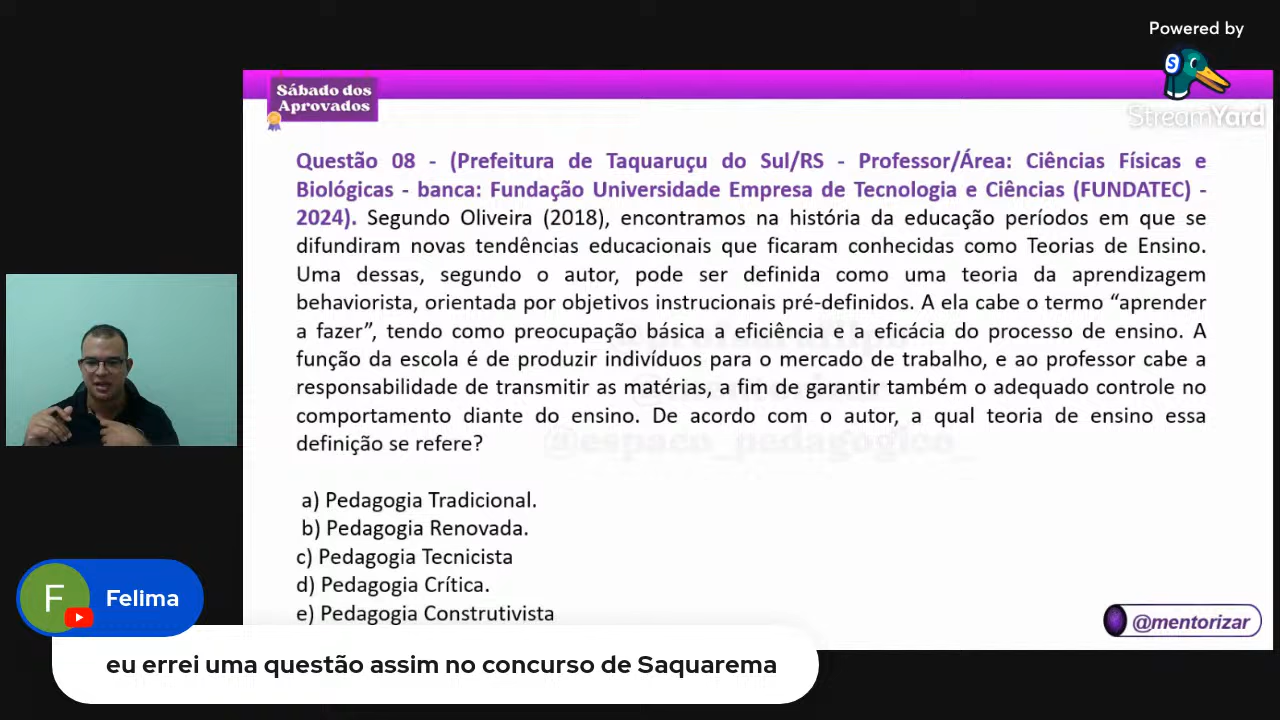 Powered by
StreamYard
Sábado dos
Aprovados
Questão 08 - (Prefeitura de Taquaruçu do Sul/RS - Professor/Área: Ciências Físicas e
Biológicas - banca: Fundação Universidade Empresa de Tecnologia e Ciências (FUNDATEC) -
2024). Segundo Oliveira (2018), encontramos na história da educação períodos em que se
difundiram novas tendências educacionais que ficaram conhecidas como Teorias de Ensino.
Uma dessas, segundo o autor, pode ser definida como uma teoria da aprendizagem
behaviorista, orientada por objetivos instrucionais pré-definidos. A ela cabe o termo “aprender
a fazer”, tendo como preocupação básica a eficiência e a eficácia do processo de ensino. A
função da escola é de produzir indivíduos para o mercado de trabalho, e ao professor cabe a
responsabilidade de transmitir as matérias, a fim de garantir também o adequado controle no
comportamento diante do ensino. De acordo com o autor, a qual teoria de ensino essa
definição se refere?
@espaco_pedagogico_
a) Pedagogia Tradicional.
b) Pedagogia Renovada.
c) Pedagogia Tecnicista
d) Pedagogia Crítica.
e) Pedagogia Construtivista
@mentorizar
F
Felima
eu errei uma questão assim no concurso de Saquarema